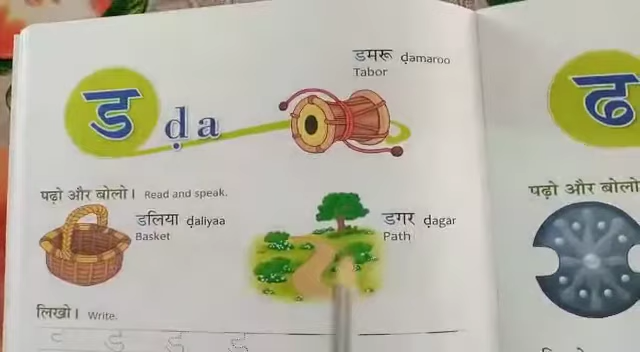 ड ḍa
डमरू ḍamaroo
Tabor
पढ़ो और बोलो। Read and speak.
डलिया ḍaliyaa
Basket
डगर ḍagar
Path
लिखो। Write.
ड ड ड
ढ
पढ़ो और बोलो